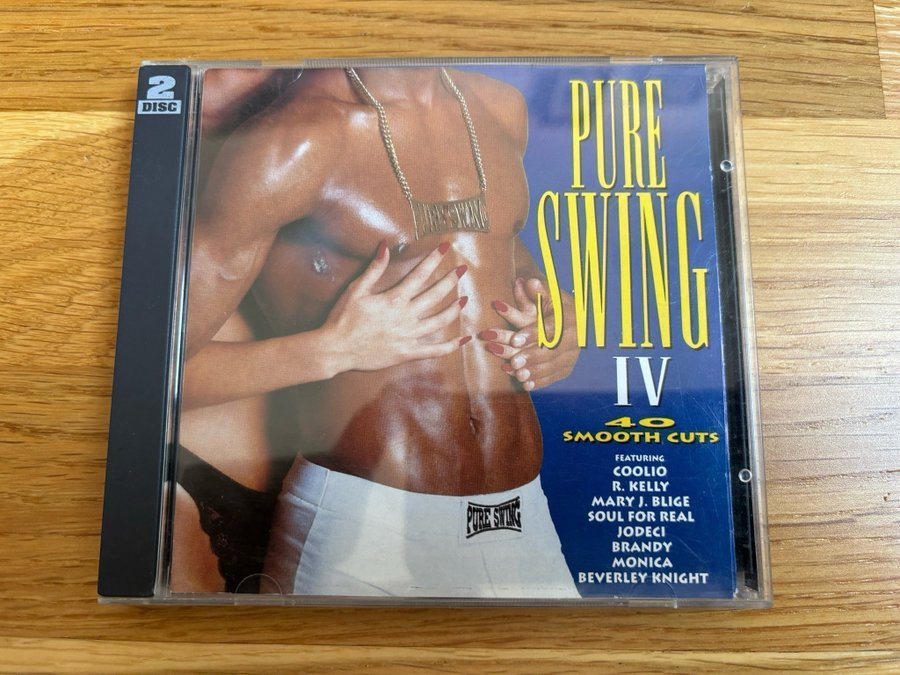 2
DISC
PURE SWING
PURE
SWING
IV
40
SMOOTH CUTS
FEATURING
COOLIO
R. KELLY
MARY J. BLIGE
SOUL FOR REAL
JODECI
BRANDY
MONICA
BEVERLEY KNIGHT
PURE SWING